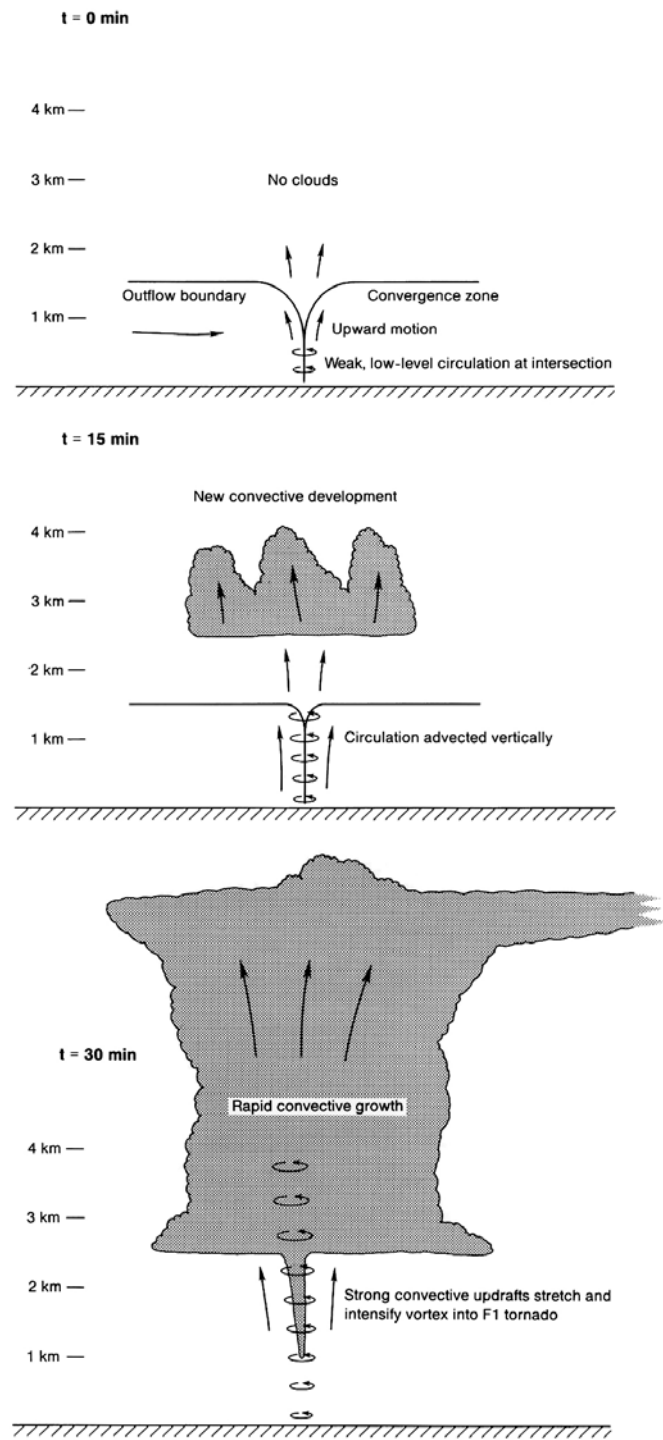 t = 0 min
4 km
3 km
No clouds
2 km
Outflow boundary
Convergence zone
1 km
Upward motion
Weak, low-level circulation at intersection
t = 15 min
New convective development
4 km
3 km
2 km
1 km
Circulation advected vertically
t = 30 min
Rapid convective growth
4 km
3 km
2 km
Strong convective updrafts stretch and
intensify vortex into F1 tornado
1 km